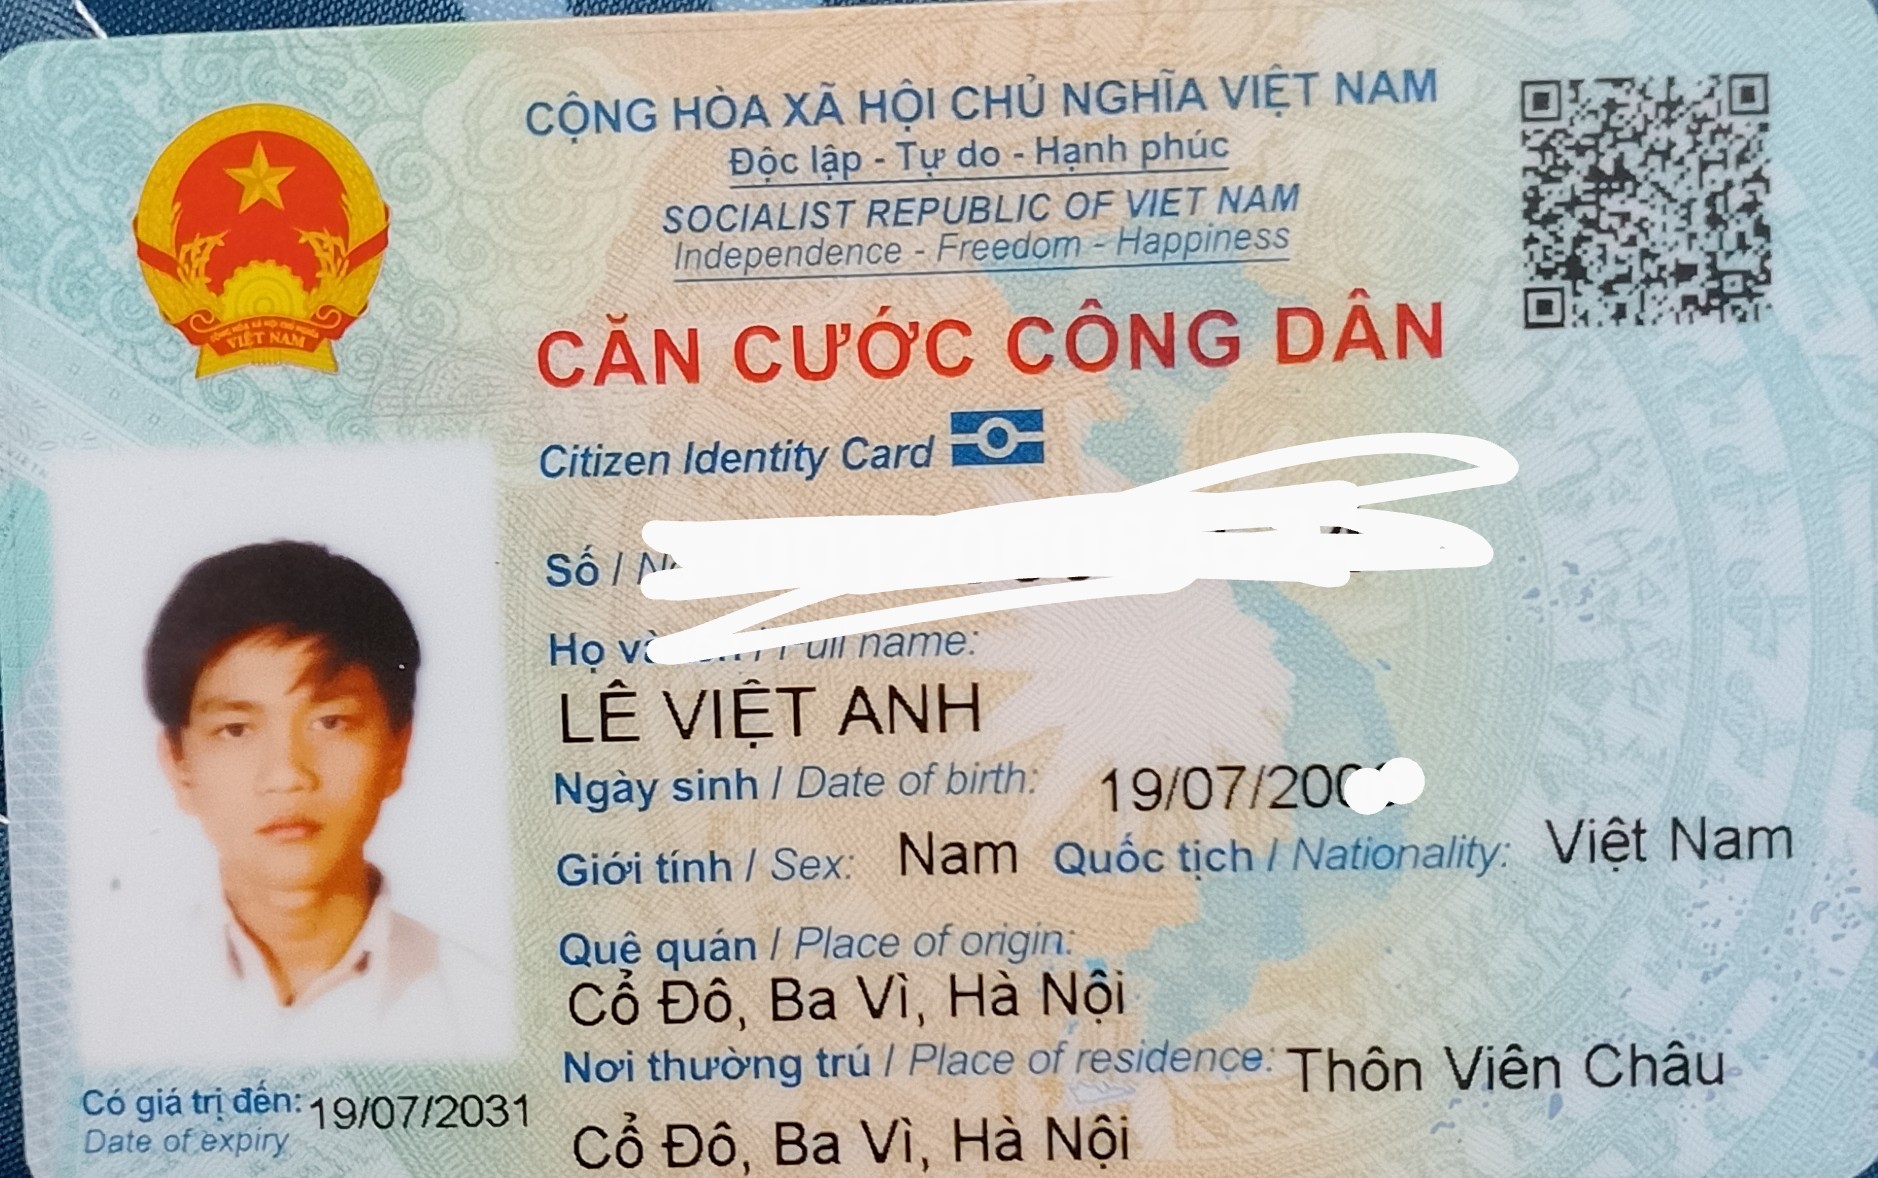 CỘNG HÒA XÃ HỘI CHỦ NGHĨA VIỆT NAM
Độc lập - Tự do - Hạnh phúc
SOCIALIST REPUBLIC OF VIET NAM
Independence - Freedom - Happiness
CĂN CƯỚC CÔNG DÂN
Citizen Identity Card
VIỆT NAM
Số /
Họ và / Full name:
LÊ VIỆT ANH
Ngày sinh / Date of birth: 19/07/
Giới tính / Sex: Nam Quốc tịch / Nationality: Việt Nam
Quê quán / Place of origin:
Cổ Đô, Ba Vì, Hà Nội
Nơi thường trú / Place of residence: Thôn Viên Châu
Cổ Đô, Ba Vì, Hà Nội
Có giá trị đến: 19/07/2031
Date of expiry